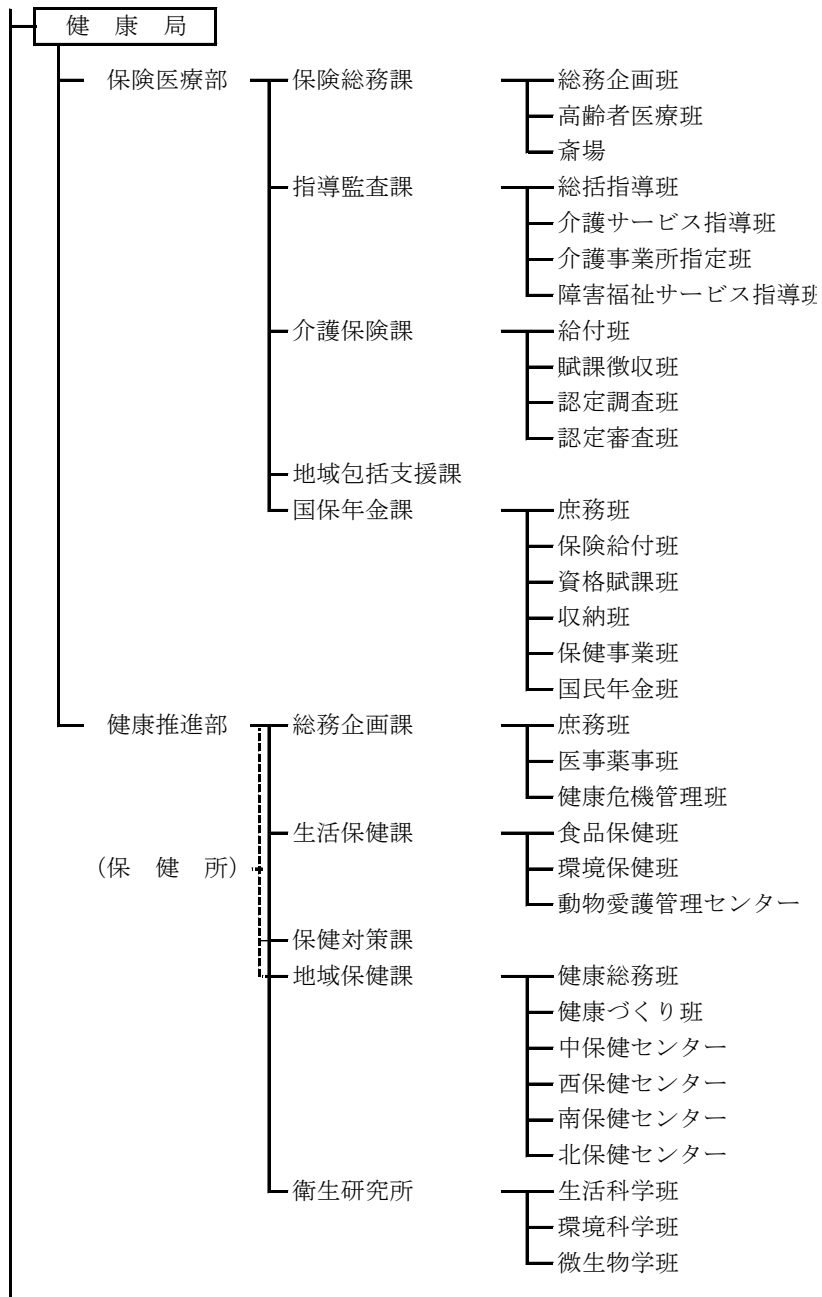 健　康　局
保険医療部　保険総務課　総務企画班
高齢者医療班
斎場
指導監査課　総括指導班
介護サービス指導班
介護事業所指定班
障害福祉サービス指導班
介護保険課　給付班
賦課徴収班
認定調査班
認定審査班
地域包括支援課
国保年金課　庶務班
保険給付班
資格賦課班
収納班
保健事業班
国民年金班
健康推進部　総務企画課　庶務班
医事薬事班
健康危機管理班
生活保健課　食品保健班
（保　健　所）　環境保健班
動物愛護管理センター
保健対策課
地域保健課　健康総務班
健康づくり班
中保健センター
西保健センター
南保健センター
北保健センター
衛生研究所　生活科学班
環境科学班
微生物学班